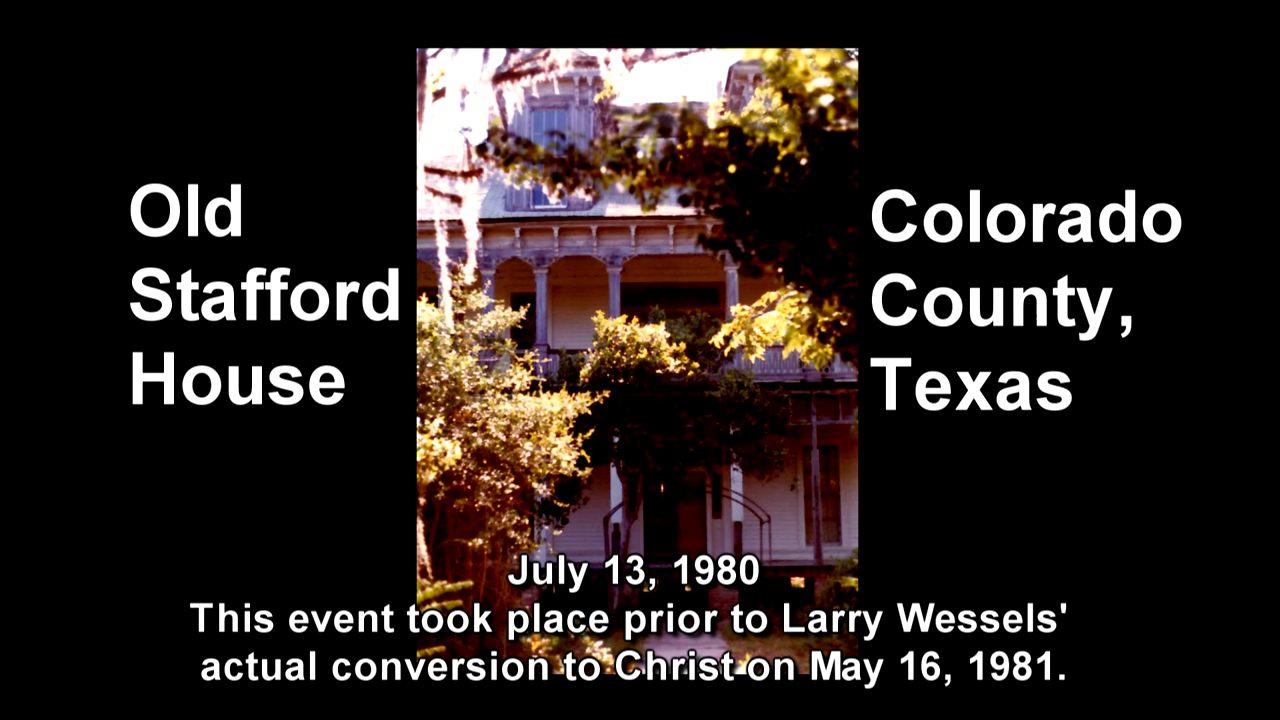 Old
Stafford
House
Colorado
County,
Texas
July 13, 1980
This event took place prior to Larry Wessels'
actual conversion to Christ on May 16, 1981.